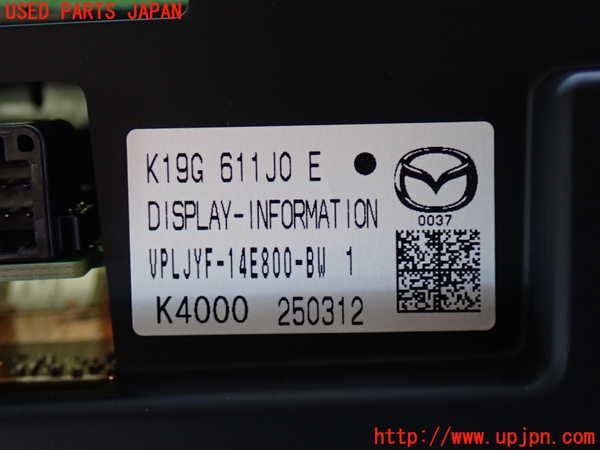 USED PARTS JAPAN
K19G 611J0 E
DISPLAY-INFORMATION
0037
VPLJYF-14E800-BW 1
K4000 250312
http://www.upjpn.com/